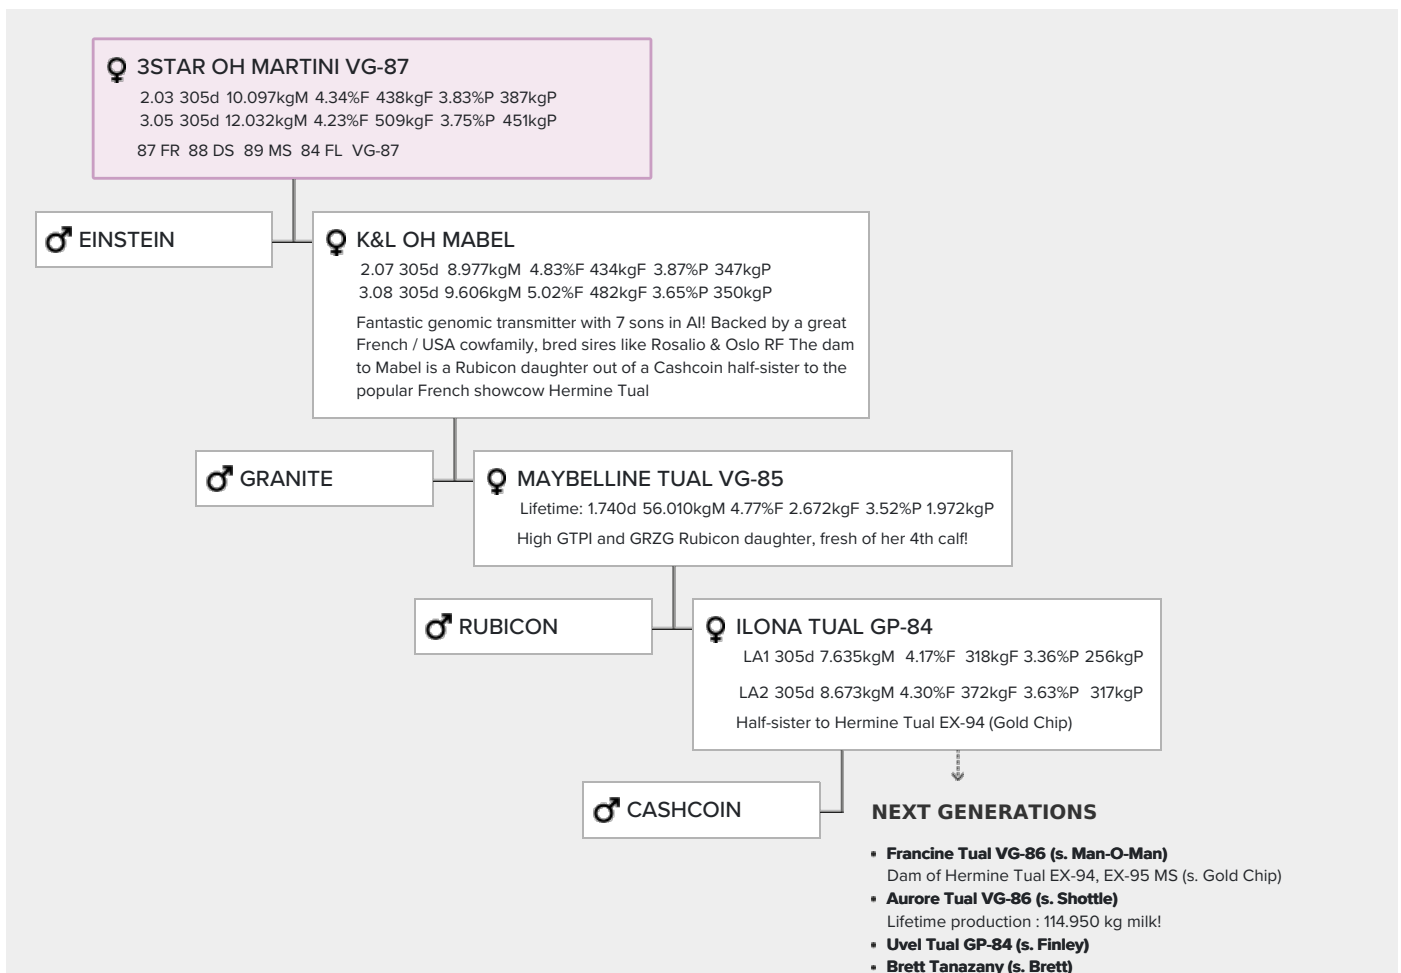 3STAR OH MARTINI VG-87
2.03 305d 10.097kgM 4.34%F 438kgF 3.83%P 387kgP
3.05 305d 12.032kgM 4.23%F 509kgF 3.75%P 451kgP
87 FR 88 DS 89 MS 84 FL VG-87
EINSTEIN
K&L OH MABEL
2.07 305d 8.977kgM 4.83%F 434kgF 3.87%P 347kgP
3.08 305d 9.606kgM 5.02%F 482kgF 3.65%P 350kgP
Fantastic genomic transmitter with 7 sons in AI! Backed by a great
French / USA cowfamily, bred sires like Rosalio & Oslo RF The dam
to Mabel is a Rubicon daughter out of a Cashcoin half-sister to the
popular French showcow Hermine Tual
GRANITE
MAYBELLINE TUAL VG-85
Lifetime: 1.740d 56.010kgM 4.77%F 2.672kgF 3.52%P 1.972kgP
High GTPI and GRZG Rubicon daughter, fresh of her 4th calf!
RUBICON
ILONA TUAL GP-84
LA1 305d 7.635kgM 4.17%F 318kgF 3.36%P 256kgP
LA2 305d 8.673kgM 4.30%F 372kgF 3.63%P 317kgP
Half-sister to Hermine Tual EX-94 (Gold Chip)
CASHCOIN
NEXT GENERATIONS
• Francine Tual VG-86 (s. Man-O-Man)
Dam of Hermine Tual EX-94, EX-95 MS (s. Gold Chip)
• Aurore Tual VG-86 (s. Shottle)
Lifetime production : 114.950 kg milk!
• Uvel Tual GP-84 (s. Finley)
• Brett Tanazany (s. Brett)